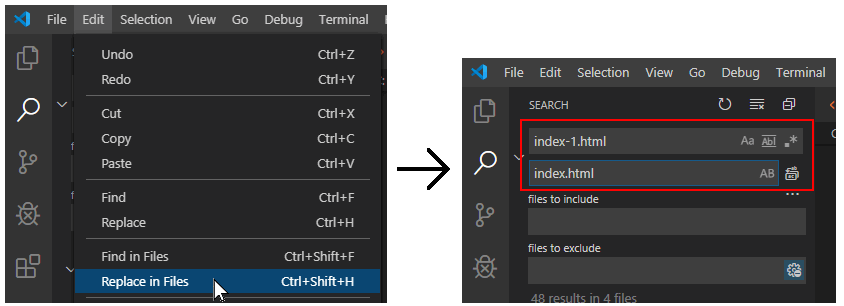 File Edit Selection View Go Debug Terminal
Undo Ctrl+Z
Redo Ctrl+Y
Cut Ctrl+X
Copy Ctrl+C
Paste Ctrl+V
Find Ctrl+F
Replace Ctrl+H
Find in Files Ctrl+Shift+F
Replace in Files Ctrl+Shift+H
File Edit Selection View Go Debug Terminal
SEARCH
index-1.html Aa Abl .*
index.html AB
files to include
files to exclude
48 results in 4 files